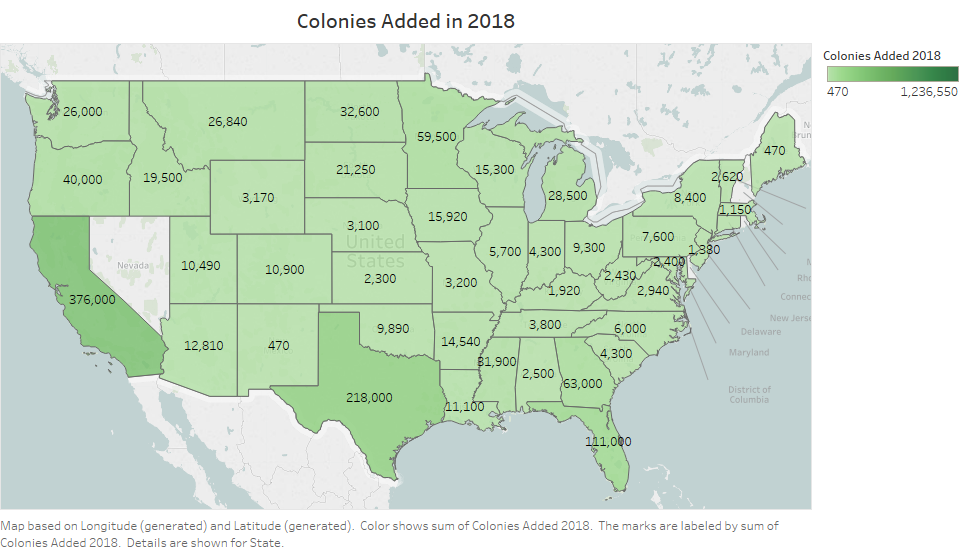 Colonies Added in 2018
Colonies Added 2018
470 1,236,550
26,000
26,840
32,600
59,500
N
470
40,000
19,500
3,170
21,250
15,300
28,500
8,400
2,620
1,150
3,100
15,920
United
States
10,490
10,900
2,300
3,200
5,700
4,300
9,300
7,600
1,380
2,400
2,430
2,940
1,920
Nevada
376,000
12,810
470
9,890
14,540
3,800
6,000
4,300
31,900
2,500
63,000
218,000
11,100
111,000
M
Connec
New Jerse
Delaware
Maryland
District of
Columbia
Map based on Longitude (generated) and Latitude (generated). Color shows sum of Colonies Added 2018. The marks are labeled by sum of
Colonies Added 2018. Details are shown for State.